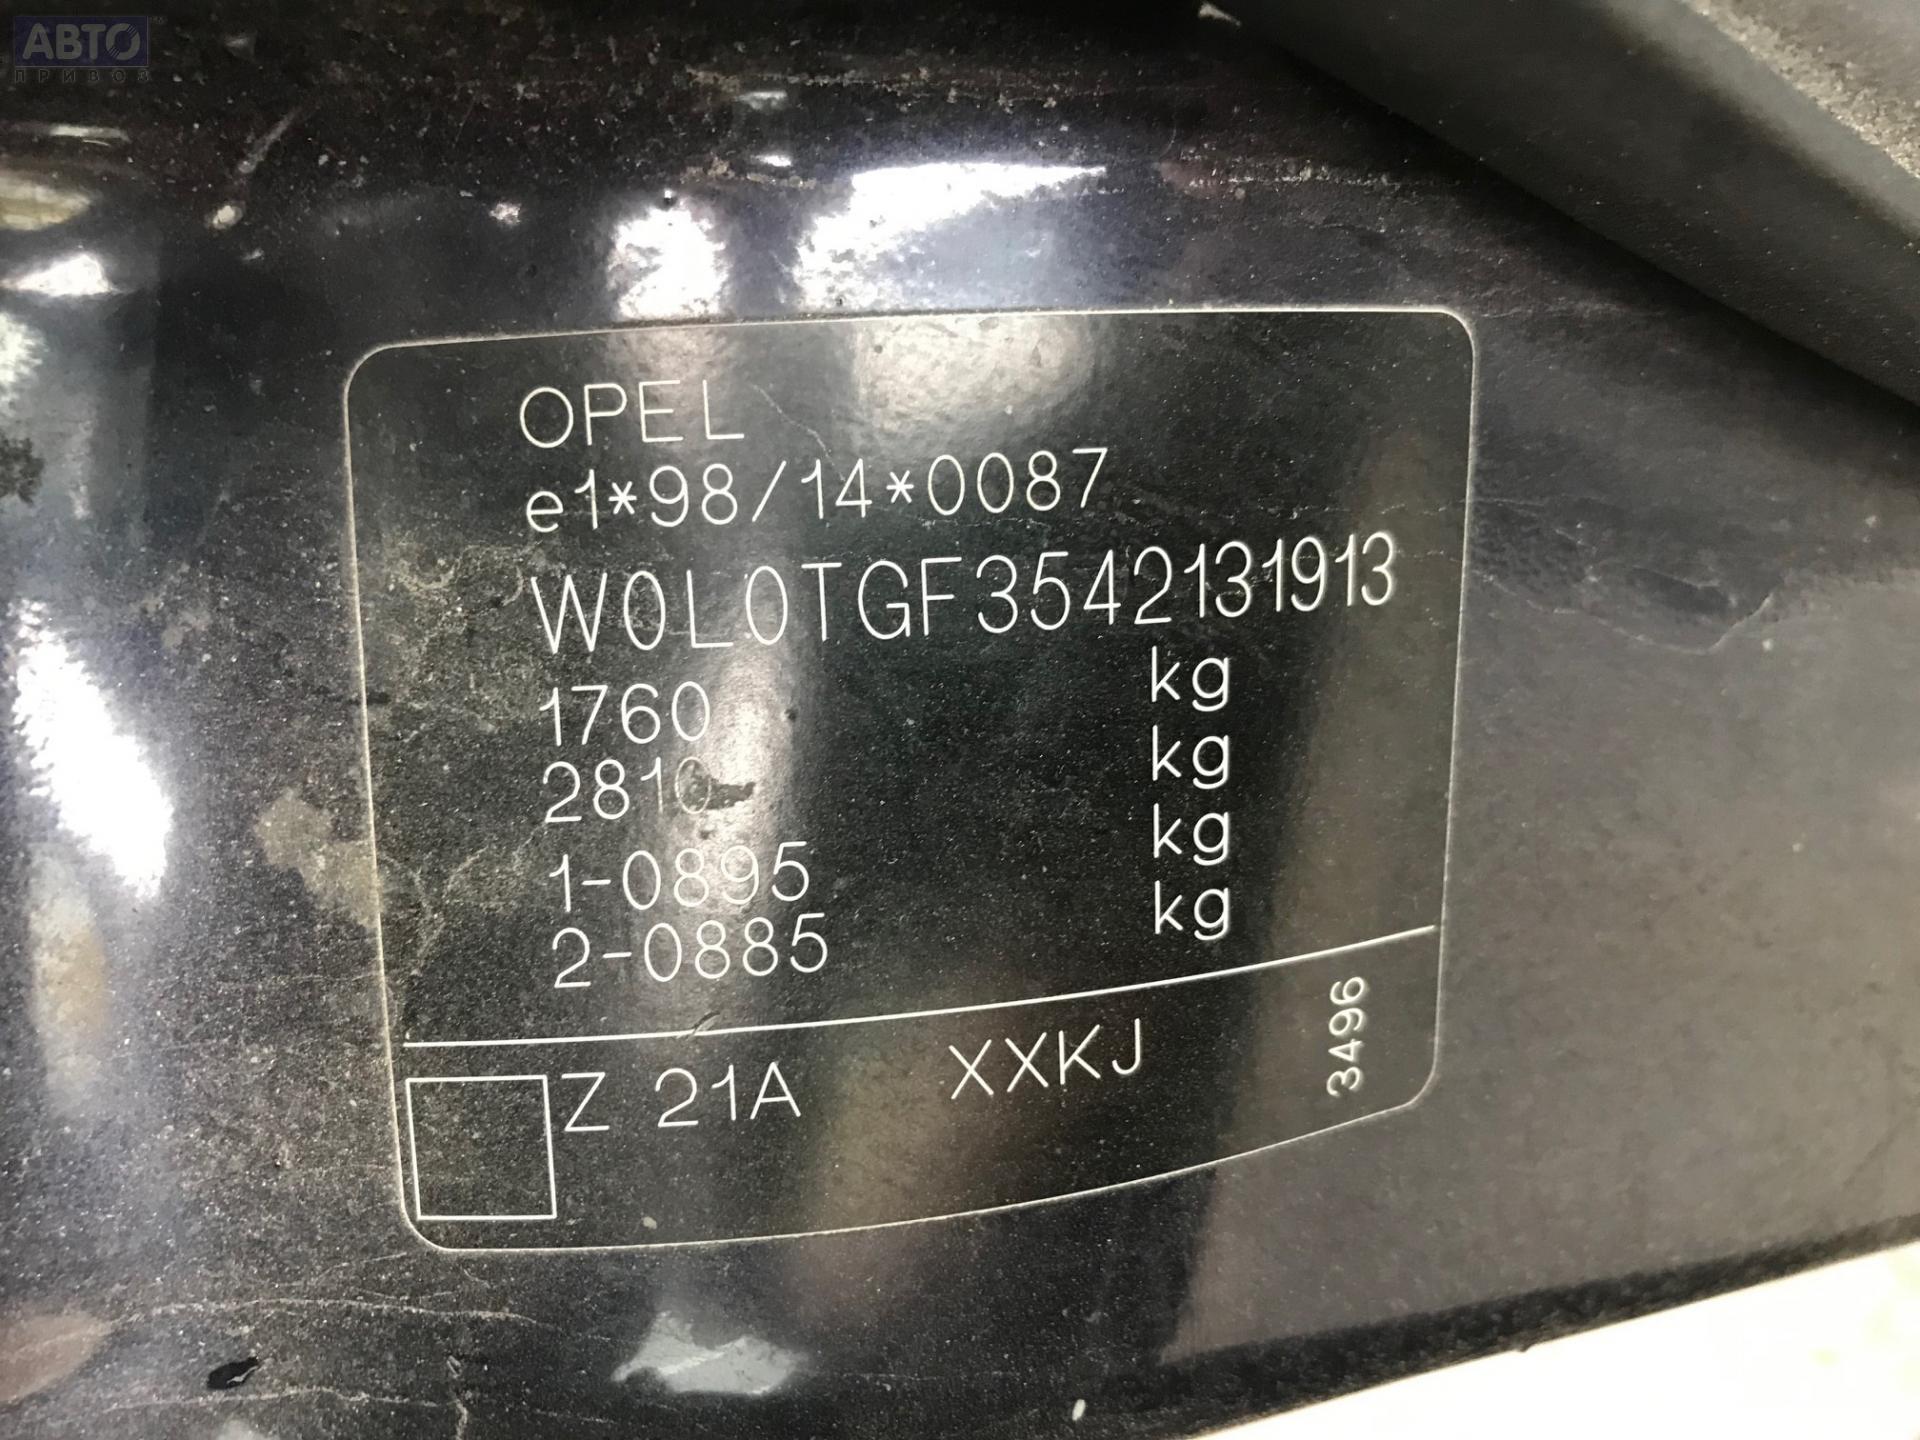 АВТО
ПРИВОЗ
OPEL
e1*98/14*0087
W0L0TGF3542131913
1760 kg
2810 kg
1-0895 kg
2-0885 kg
Z 21A XXKJ 3496